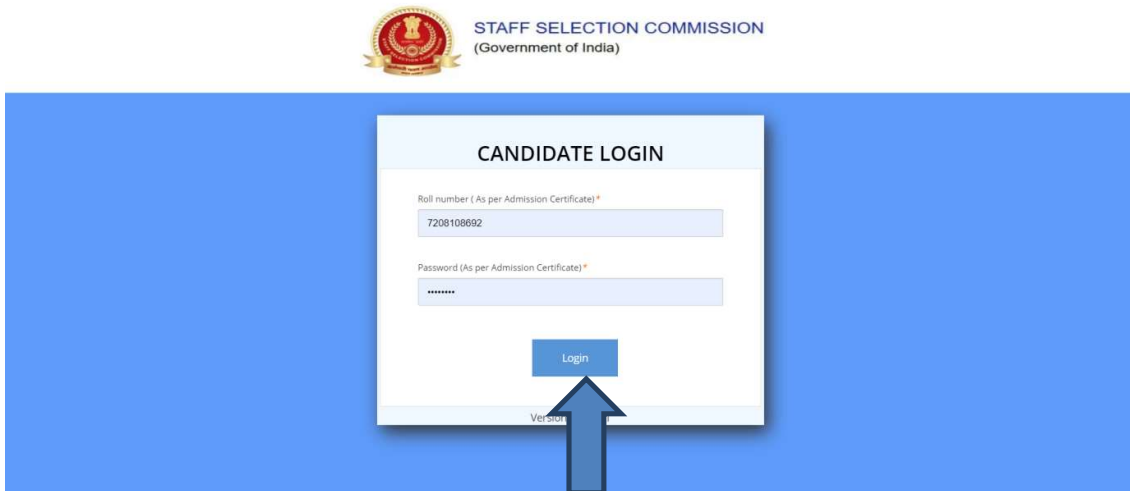 STAFF SELECTION COMMISSION
(Government of India)
CANDIDATE LOGIN
Roll number ( As per Admission Certificate)*
7208108692
Password (As per Admission Certificate)*
••••••••
Login